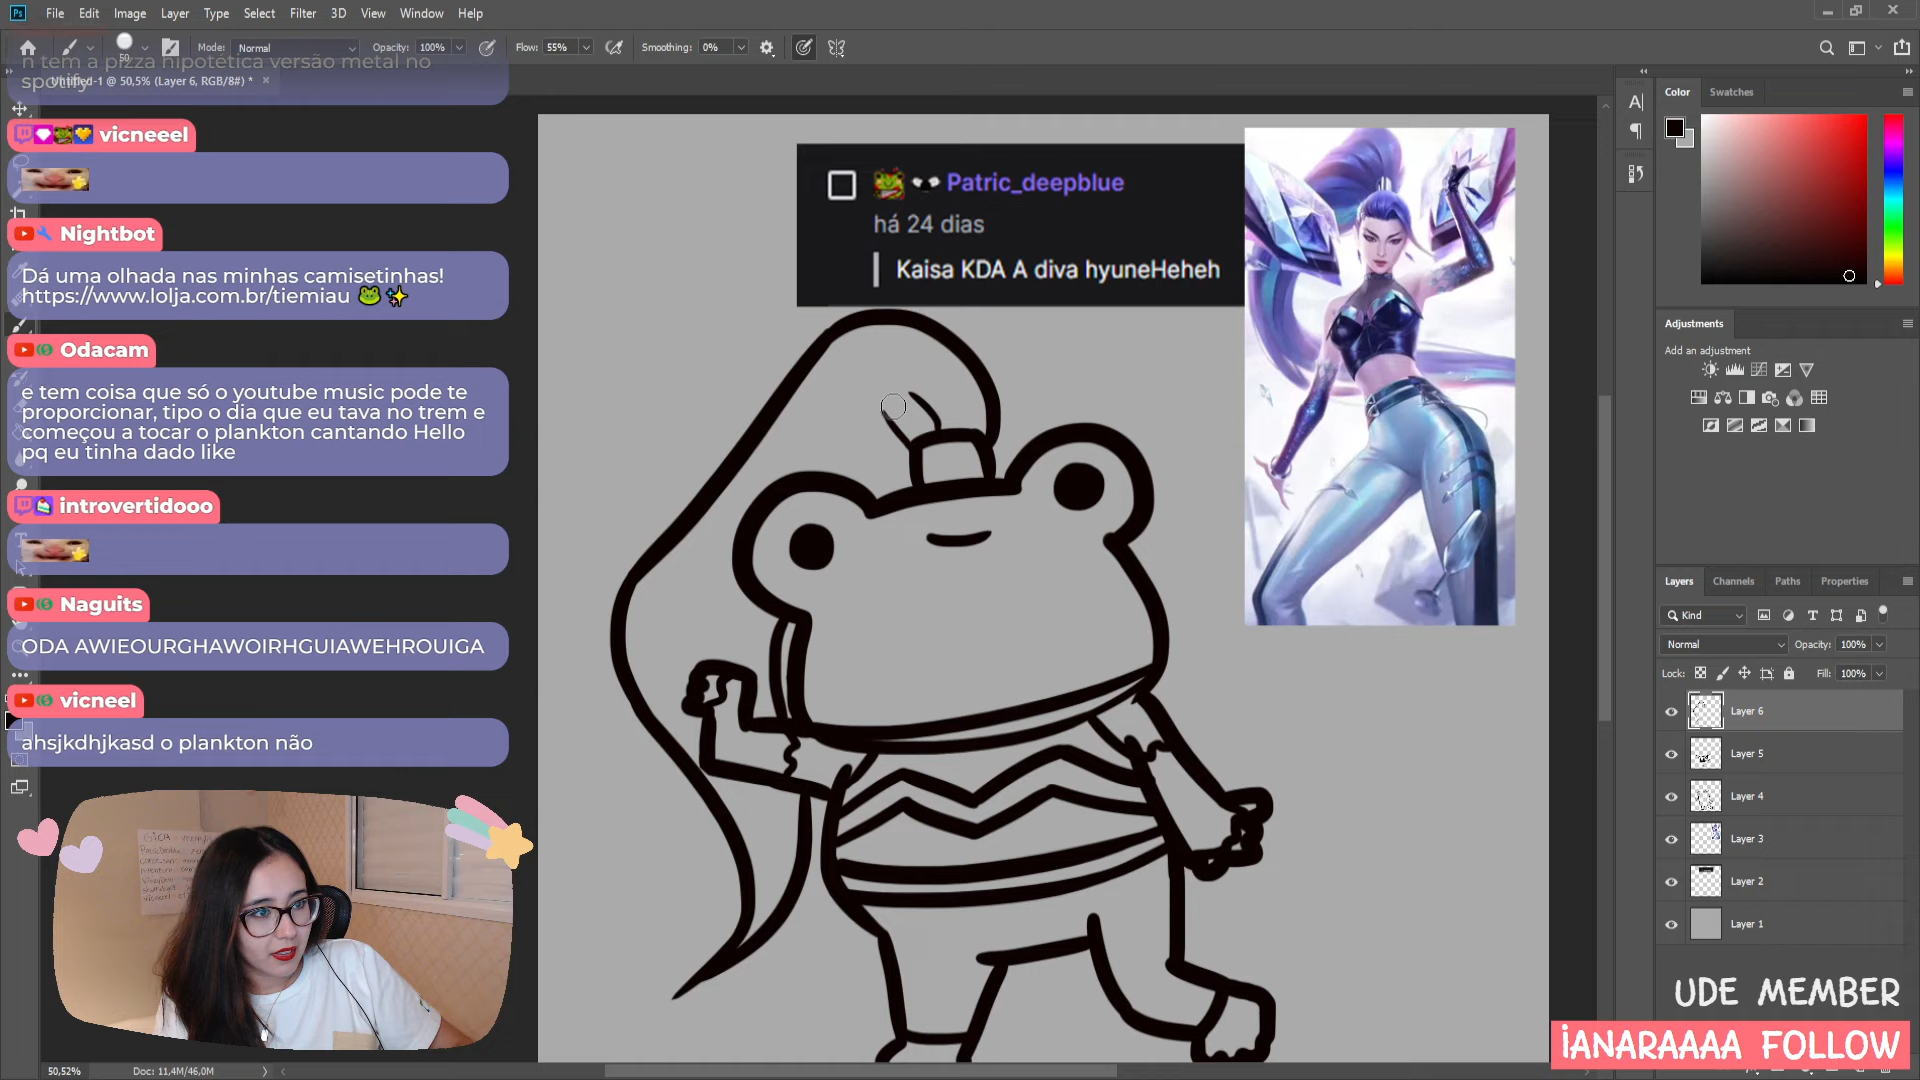 Ps File Edit Image Layer Type Select Filter 3D View Window Help
50 Mode: Normal Opacity: 100% Flow: 55% Smoothing: 0%
n tem a pizza hipotética versão metal no
spotify
Untitled-1 @ 50,5% (Layer 6, RGB/8#) *
vicneeel
Nightbot
Dá uma olhada nas minhas camisetinhas!
https://www.lolja.com.br/tiemiau
Odacam
e tem coisa que só o youtube music pode te
proporcionar, tipo o dia que eu tava no trem e
começou a tocar o plankton cantando Hello
pq eu tinha dado like
introvertidooo
Naguits
ODA AWIEOURGHAWOIRHGUIAWEHROUIGA
vicneel
ahsjkdhjkasd o plankton não
Patric_deepblue
há 24 dias
Kaisa KDA A diva hyuneHeheh
Color Swatches
Adjustments
Add an adjustment
Layers Channels Paths Properties
Kind
Normal Opacity: 100%
Lock: Fill: 100%
Layer 6
Layer 5
Layer 4
Layer 3
Layer 2
Layer 1
UDE MEMBER
IANARAAAA FOLLOW
50,52% Doc: 11,4M/46,0M